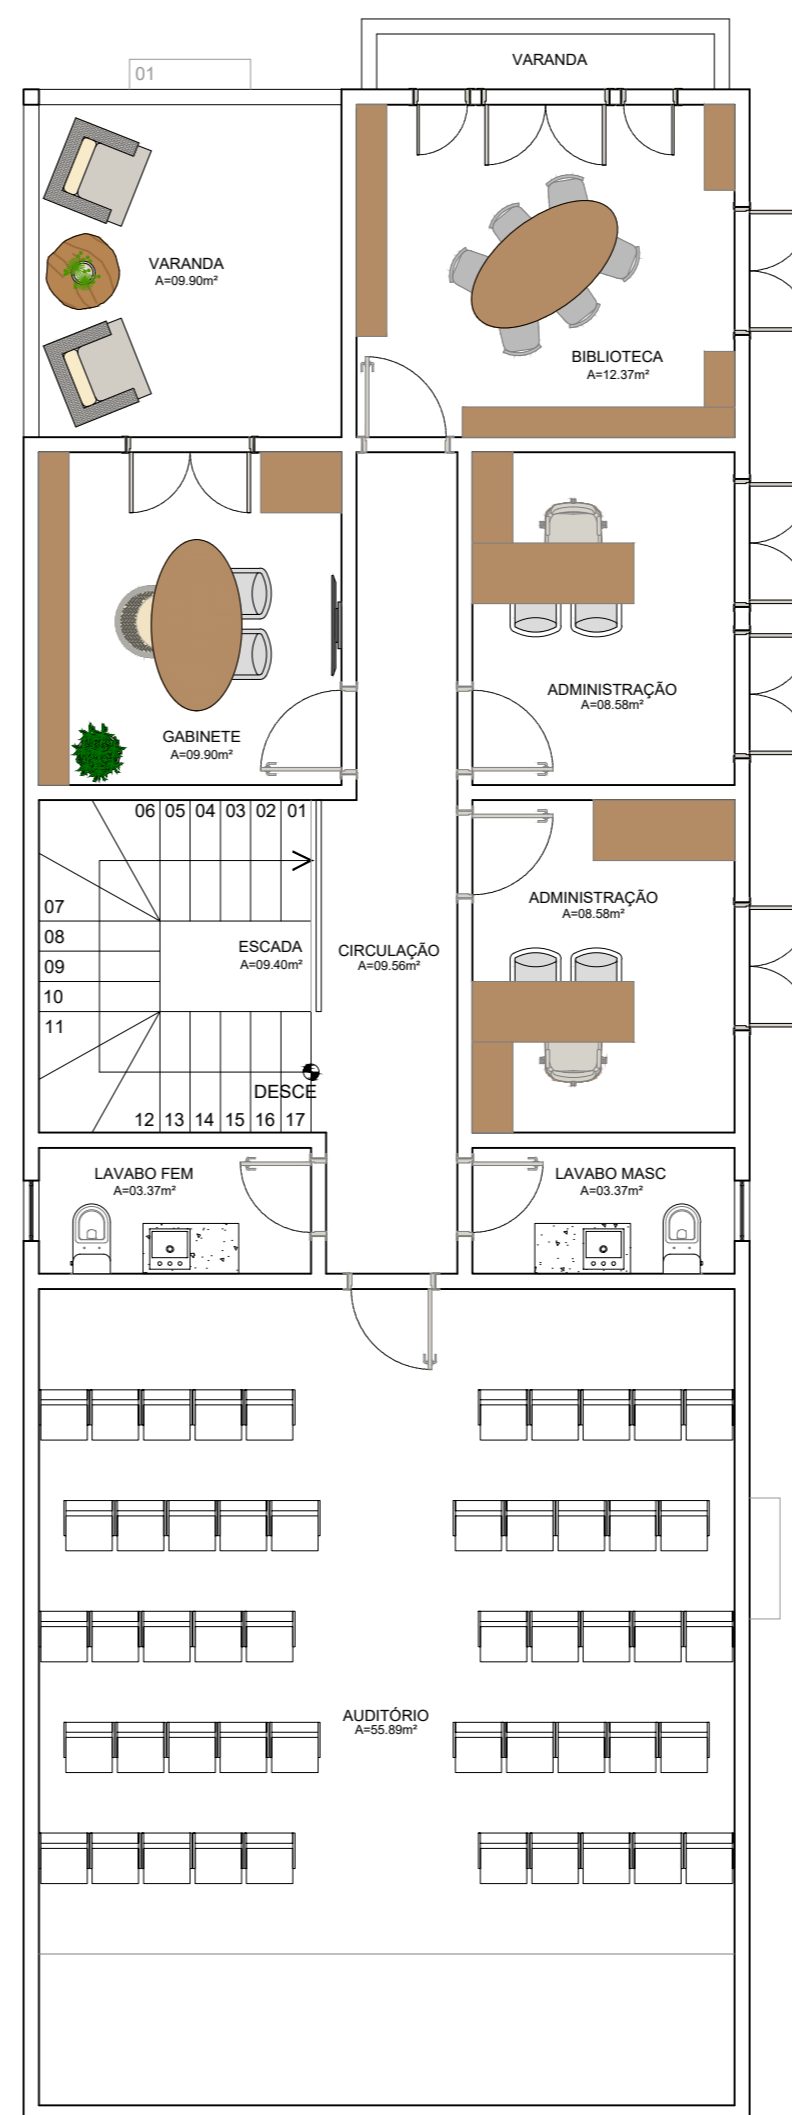 VARANDA
01
VARANDA
A=09.90m²
BIBLIOTECA
A=12.37m²
ADMINISTRAÇÃO
A=08.58m²
GABINETE
A=09.90m²
06 05 04 03 02 01
07
08
09
10
11
ESCADA
A=09.40m²
CIRCULAÇÃO
A=09.56m²
ADMINISTRAÇÃO
A=08.58m²
DESCE
12 13 14 15 16 17
LAVABO FEM
A=03.37m²
LAVABO MASC
A=03.37m²
AUDITÓRIO
A=55.89m²